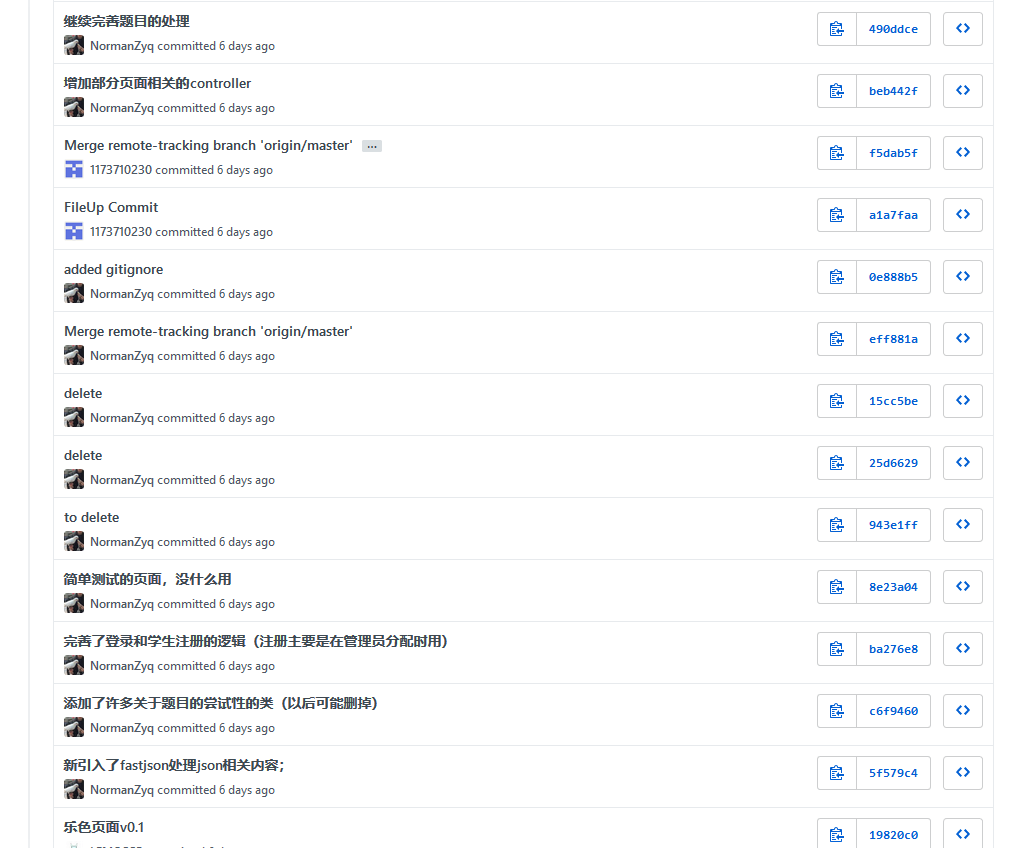 继续完善题目的处理
NormanZyq committed 6 days ago
490ddce
增加部分页面相关的controller
NormanZyq committed 6 days ago
beb442f
Merge remote-tracking branch 'origin/master' ...
1173710230 committed 6 days ago
f5dab5f
FileUp Commit
1173710230 committed 6 days ago
a1a7faa
added gitignore
NormanZyq committed 6 days ago
0e888b5
Merge remote-tracking branch 'origin/master'
NormanZyq committed 6 days ago
eff881a
delete
NormanZyq committed 6 days ago
15cc5be
delete
NormanZyq committed 6 days ago
25d6629
to delete
NormanZyq committed 6 days ago
943e1ff
简单测试的页面，没什么用
NormanZyq committed 6 days ago
8e23a04
完善了登录和学生注册的逻辑（注册主要是在管理员分配时用）
NormanZyq committed 6 days ago
ba276e8
添加了许多关于题目的尝试性的类（以后可能删掉）
NormanZyq committed 6 days ago
c6f9460
新引入了fastjson处理json相关内容；
NormanZyq committed 6 days ago
5f579c4
乐色页面v0.1
19820c0